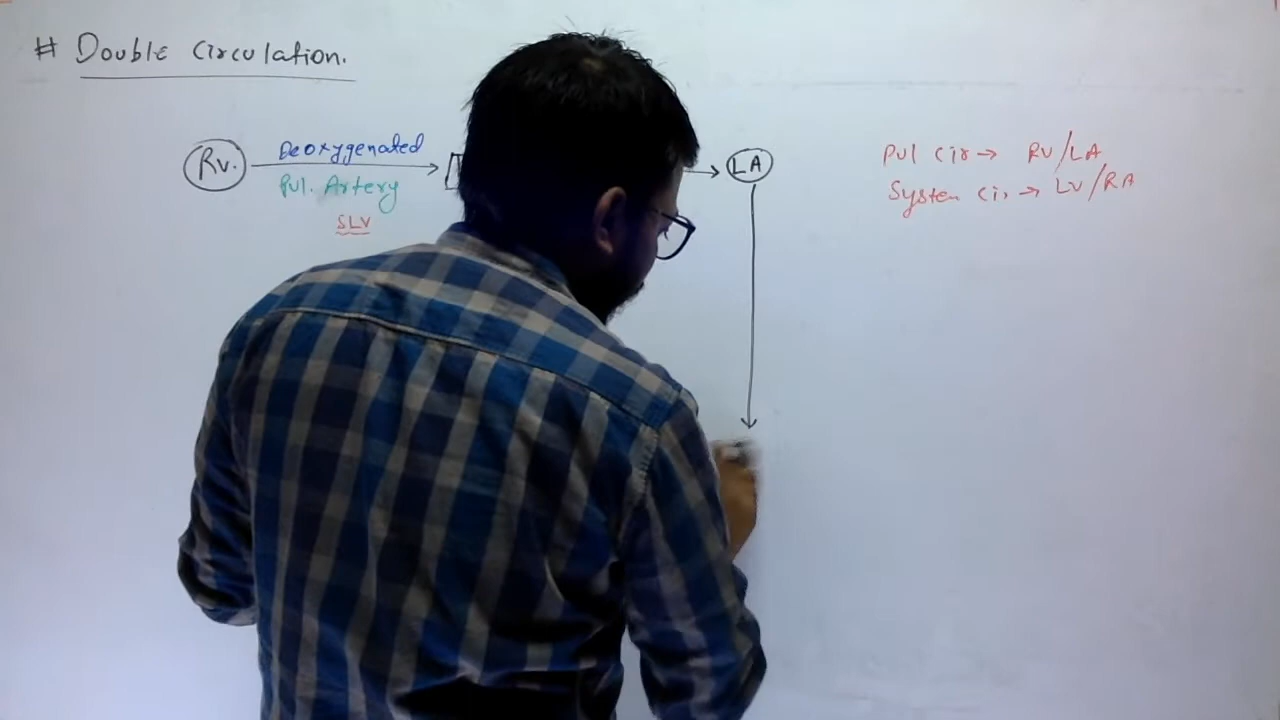 # Double Circulation.
Rv. Deoxygenated LA
Pul. Artery
SLV
Pul Cir → RV/LA
System Cir → LV/RA